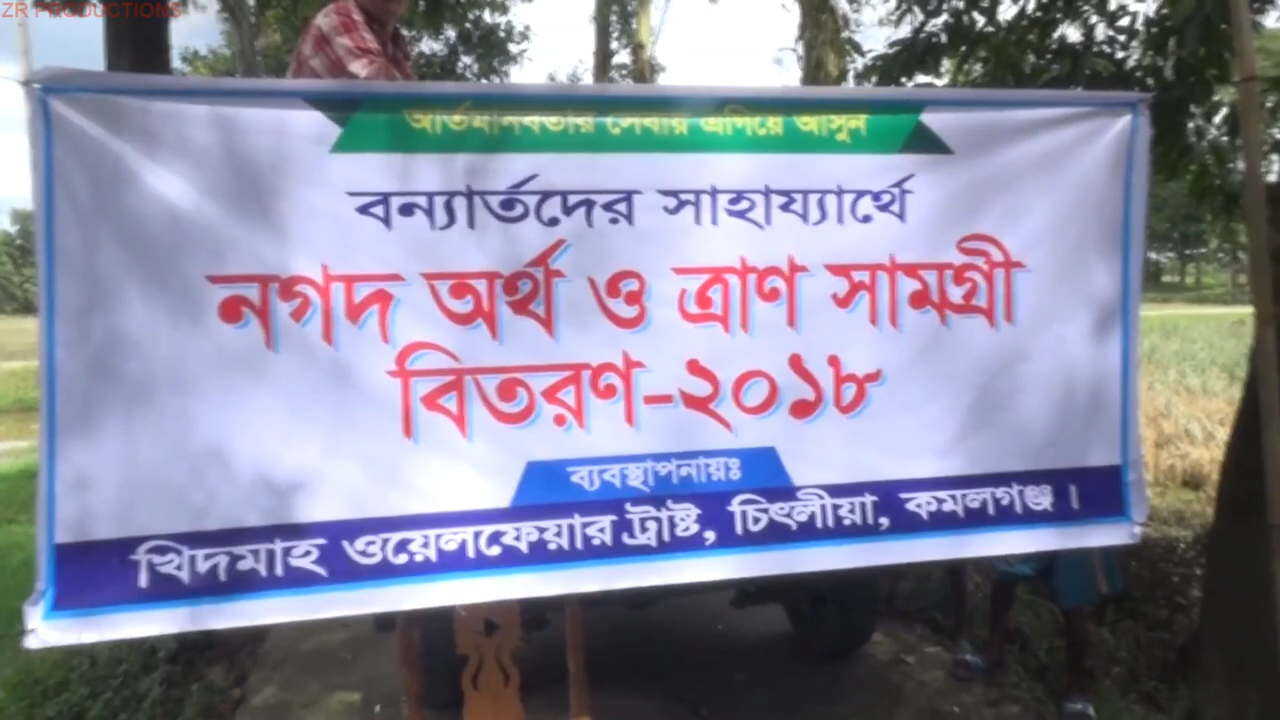 ZR PRODUCTIONS
আর্তমানবতার সেবায় এগিয়ে আসুন
বন্যার্তদের সাহায্যার্থে
নগদ অর্থ ও ত্রাণ সামগ্রী
বিতরণ-২০১৮
ব্যবস্থাপনায়ঃ
খিদমাহ ওয়েলফেয়ার ট্রাষ্ট, চিৎলীয়া, কমলগঞ্জ ।